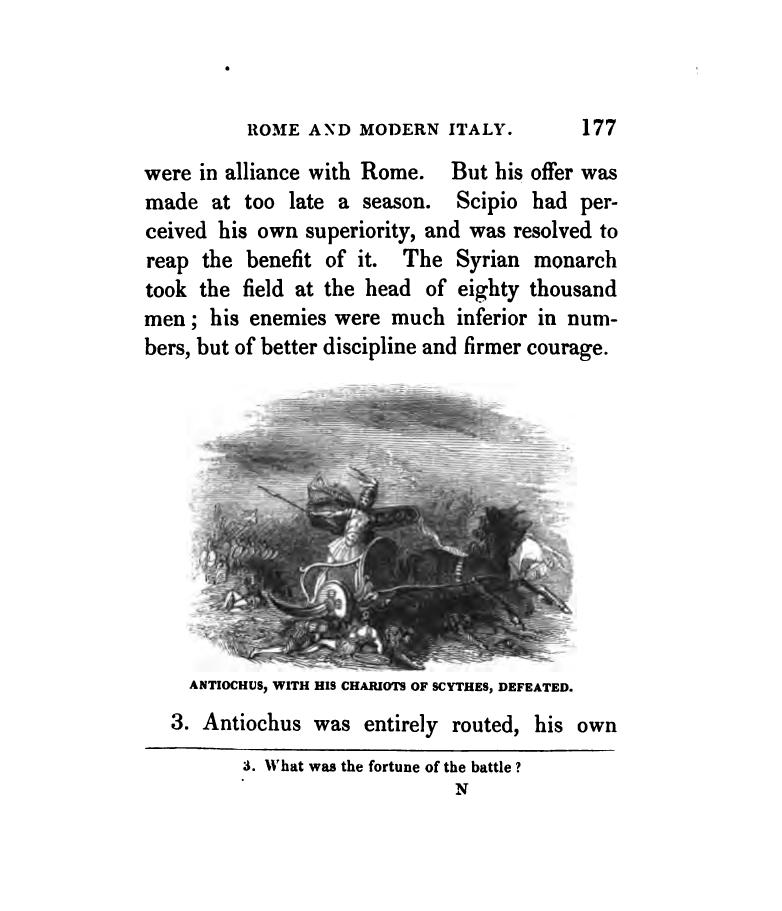 ROME AND MODERN ITALY. 177
were in alliance with Rome. But his offer was
made at too late a season. Scipio had per-
ceived his own superiority, and was resolved to
reap the benefit of it. The Syrian monarch
took the field at the head of eighty thousand
men; his enemies were much inferior in num-
bers, but of better discipline and firmer courage.
ANTIOCHUS, WITH HIS CHARIOTS OF SCYTHES, DEFEATED.
3. Antiochus was entirely routed, his own
3. What was the fortune of the battle?
N